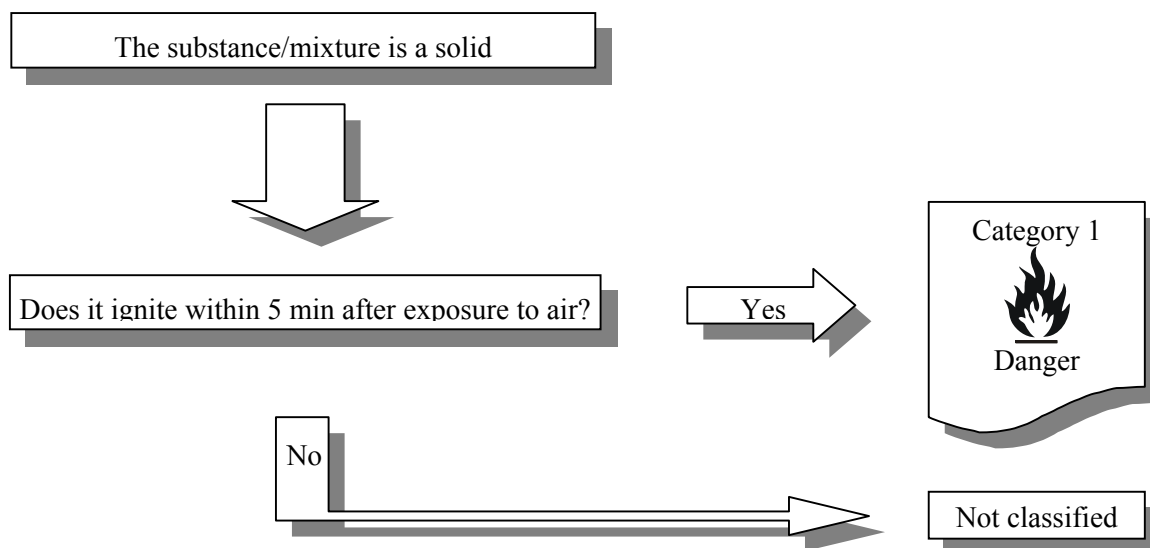 The substance/mixture is a solid
Does it ignite within 5 min after exposure to air?
Yes
Category 1
Danger
No
Not classified